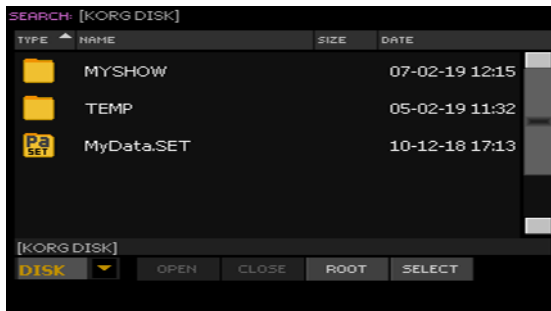 SEARCH: [KORG DISK]
TYPE NAME SIZE DATE
MYSHOW 07-02-19 12:15
TEMP 05-02-19 11:32
Pa SET MyData.SET 10-12-18 17:13
[KORG DISK]
DISK OPEN CLOSE ROOT SELECT